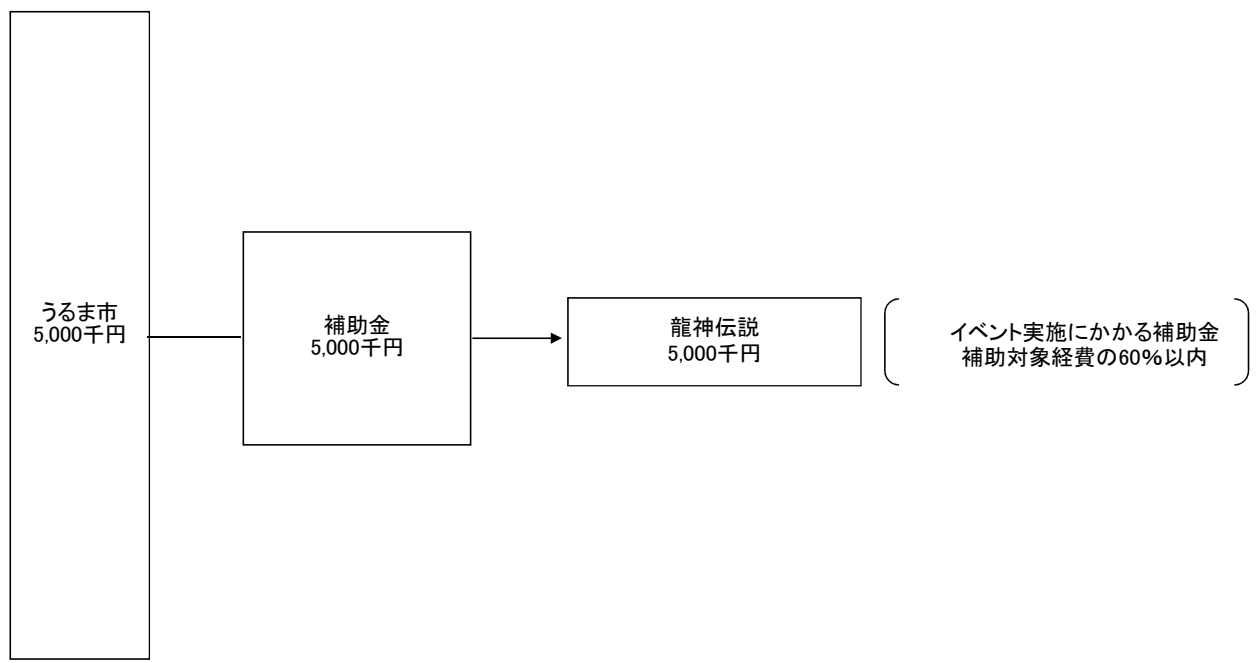 うるま市
5,000千円
補助金
5,000千円
龍神伝説
5,000千円
イベント実施にかかる補助金
補助対象経費の60%以内